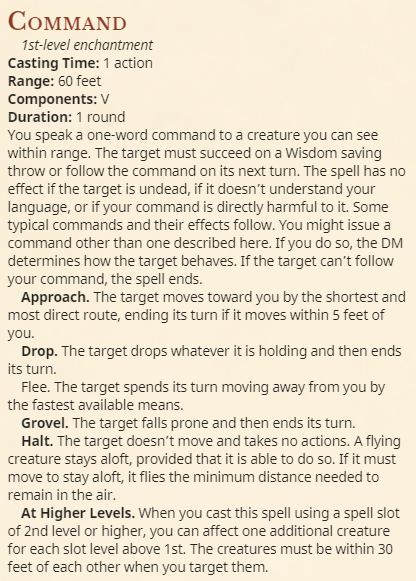 COMMAND
1st-level enchantment
Casting Time: 1 action
Range: 60 feet
Components: V
Duration: 1 round
You speak a one-word command to a creature you can see
within range. The target must succeed on a Wisdom saving
throw or follow the command on its next turn. The spell has no
effect if the target is undead, if it doesn’t understand your
language, or if your command is directly harmful to it. Some
typical commands and their effects follow. You might issue a
command other than one described here. If you do so, the DM
determines how the target behaves. If the target can’t follow
your command, the spell ends.
Approach. The target moves toward you by the shortest and
most direct route, ending its turn if it moves within 5 feet of
you.
Drop. The target drops whatever it is holding and then ends
its turn.
Flee. The target spends its turn moving away from you by
the fastest available means.
Grovel. The target falls prone and then ends its turn.
Halt. The target doesn’t move and takes no actions. A flying
creature stays aloft, provided that it is able to do so. If it must
move to stay aloft, it flies the minimum distance needed to
remain in the air.
At Higher Levels. When you cast this spell using a spell slot
of 2nd level or higher, you can affect one additional creature
for each slot level above 1st. The creatures must be within 30
feet of each other when you target them.